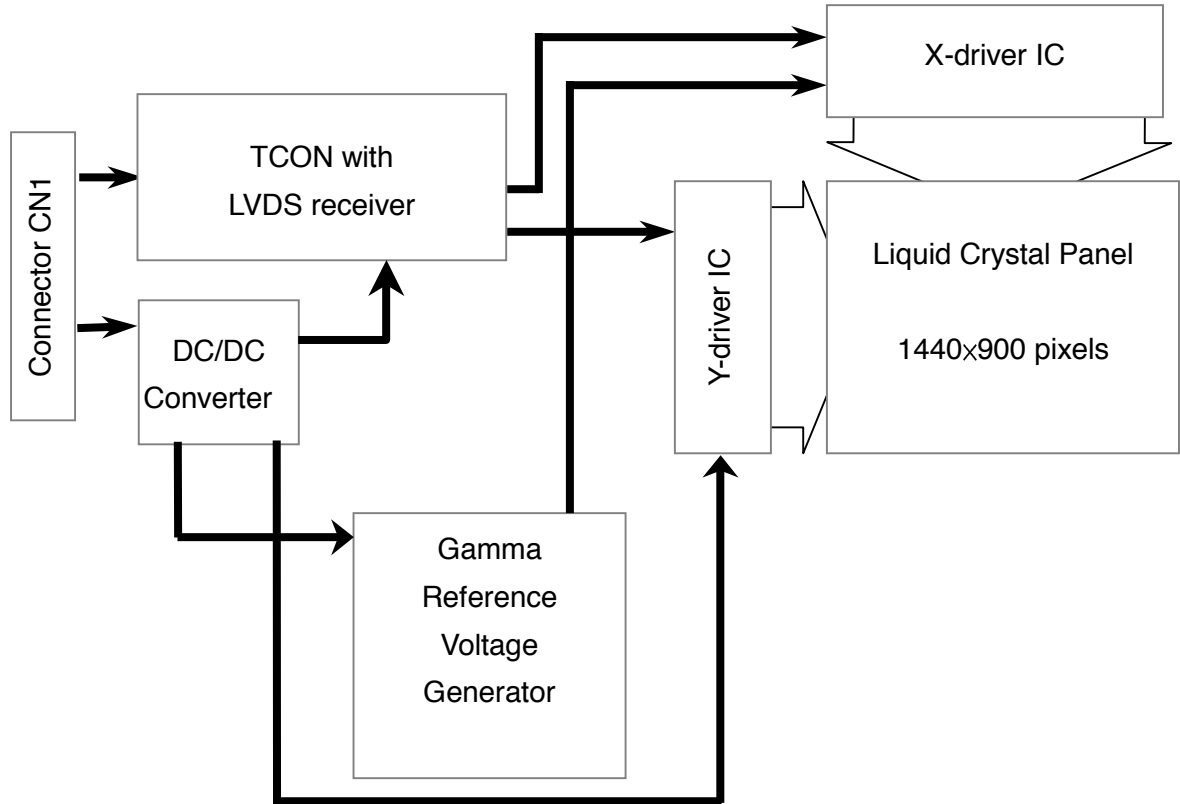 X-driver IC
TCON with
LVDS receiver
Connector CN1
Y-driver IC
Liquid Crystal Panel
1440×900 pixels
DC/DC
Converter
Gamma
Reference
Voltage
Generator